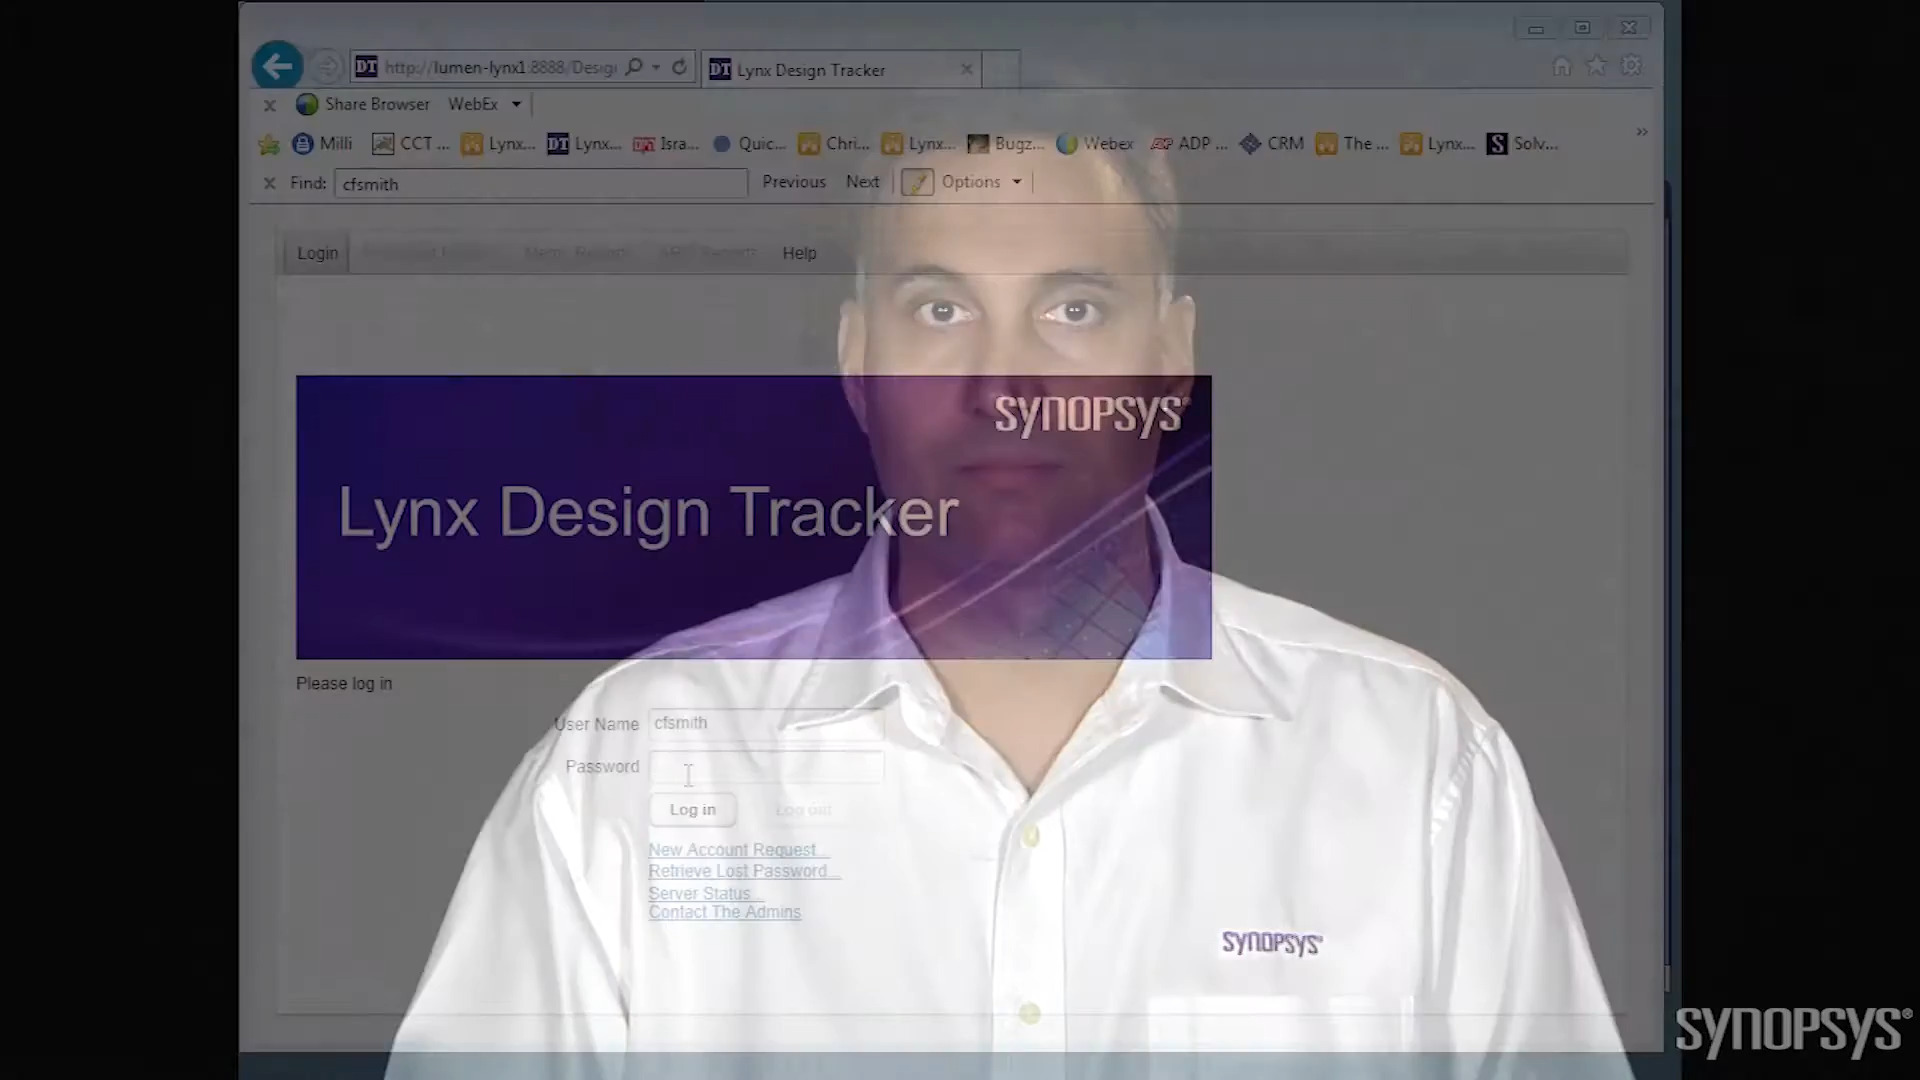 http://lumen-lynx1:8888/Desig
Lynx Design Tracker
Share Browser WebEx
Milli CCT ... Lynx... Lynx... Isra... Quic... Chri... Lynx... Bugz... Webex ADP ... CRM The ... Lynx... Solv...
Find: cfsmith Previous Next Options
Login Help
SYNOPSYS®
Lynx Design Tracker
Please log in
User Name cfsmith
Password
Log in Log out
New Account Request...
Retrieve Lost Password...
Server Status...
Contact The Admins
SYNOPSYS®
SYNOPSYS®